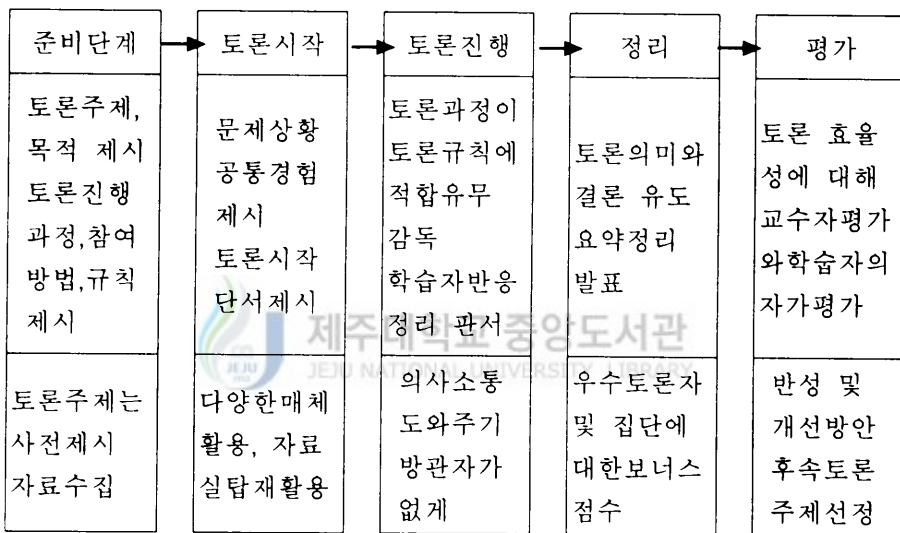 준비단계
토론시작
토론진행
정리
평가
토론주제,
목적 제시
토론진행
과정,참여
방법,규칙
제시
문제상황
공통경험
제시
토론시작
단서제시
토론과정이
토론규칙에
적합유무
감독
학습자반응
정리 판서
토론의미와
결론 유도
요약정리
발표
토론 효율
성에 대해
교수자평가
와학습자의
자가평가
토론주제는
사전제시
자료수집
다양한매체
활용, 자료
실탑재활용
의사소통
도와주기
방관자가
없게
우수토론자
및 집단에
대한보너스
점수
반성 및
개선방안
후속토론
주제선정
제주대학교 중앙도서관
JEJU NATIONAL UNIVERSITY LIBRARY
JEJU